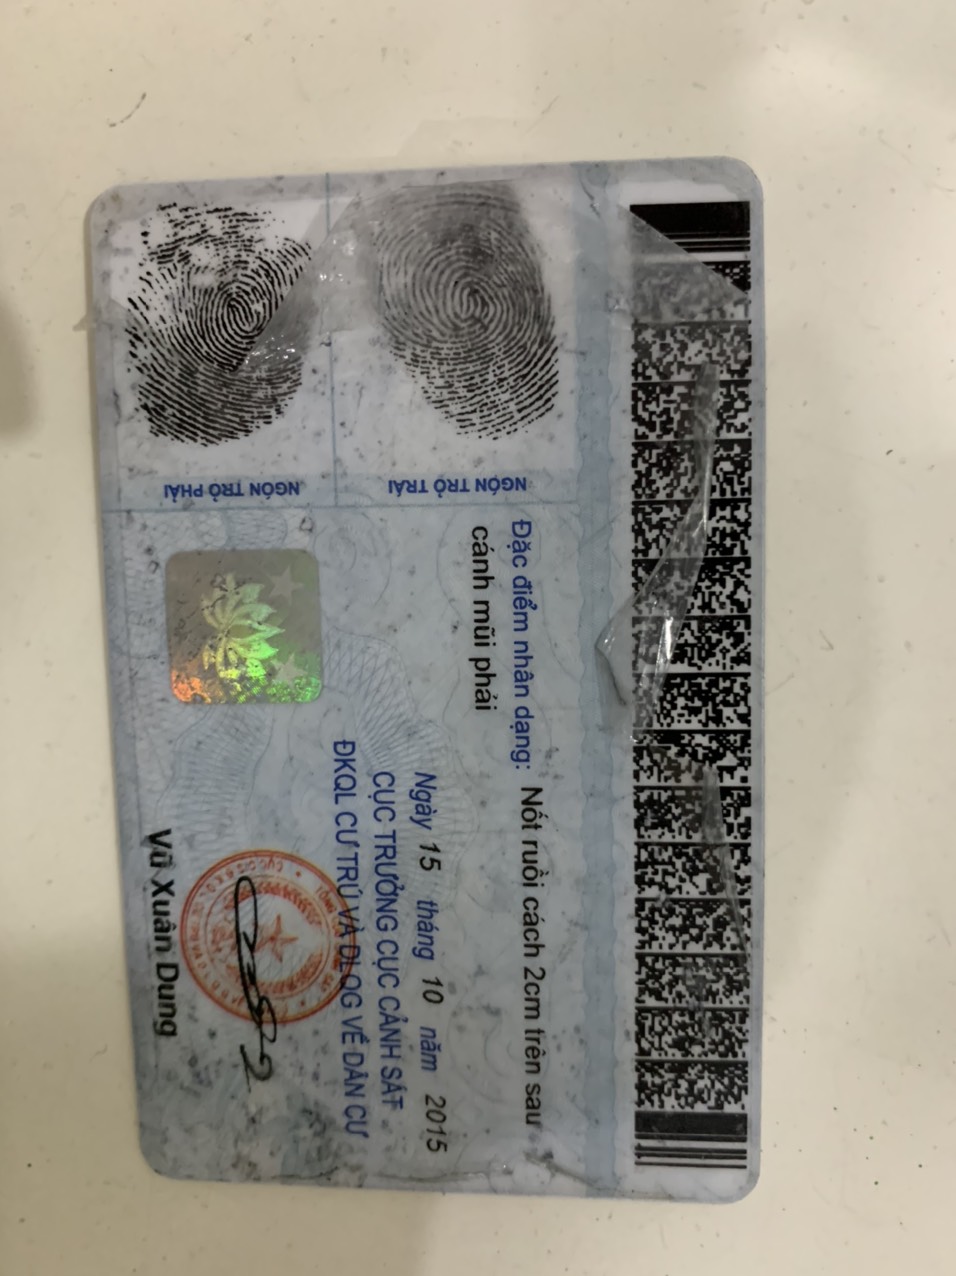 Đặc điểm nhân dạng: Nốt ruồi cách 2cm trên sau
cánh mũi phải
NGÓN TRỎ TRÁI
NGÓN TRỎ PHẢI
Ngày 15 tháng 10 năm 2015
CỤC TRƯỞNG CỤC CẢNH SÁT
ĐKQL CƯ TRÚ VÀ DLQG VỀ DÂN CƯ
Vũ Xuân Dung